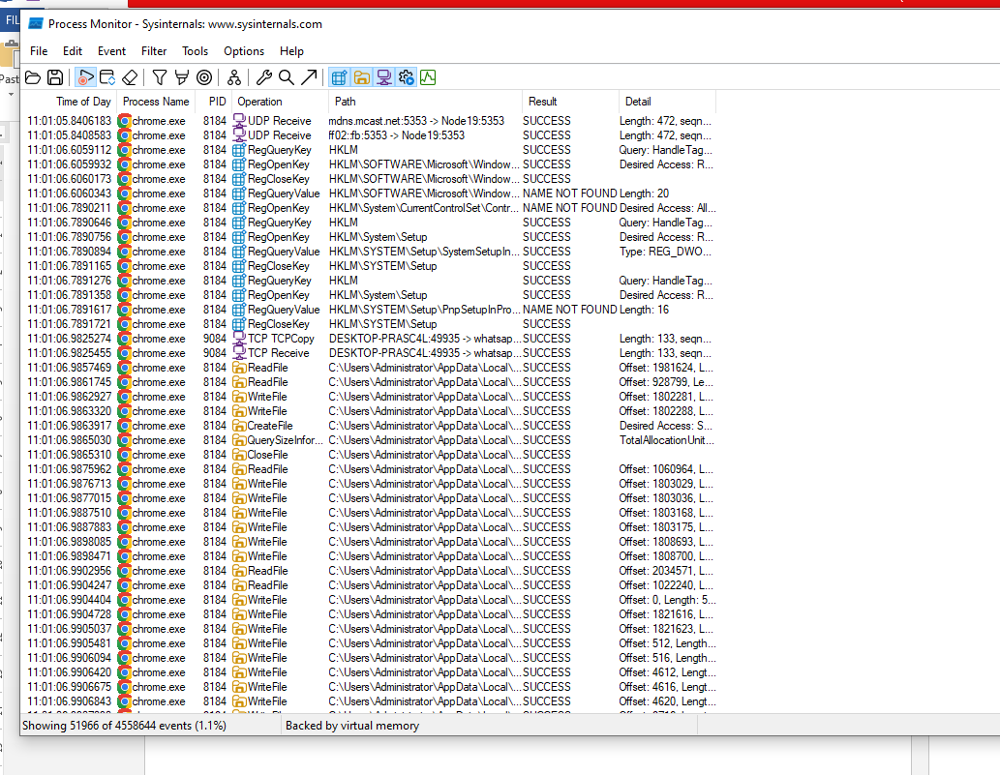 FIL
Process Monitor - Sysinternals: www.sysinternals.com
File Edit Event Filter Tools Options Help
Past
Time of Day Process Name PID Operation Path Result Detail
11:01:05.8406183 chrome.exe 8184 UDP Receive mdns.mcast.net:5353 -> Node19:5353 SUCCESS Length: 472, seqn...
11:01:05.8408583 chrome.exe 8184 UDP Receive ff02::fb:5353 -> Node19:5353 SUCCESS Length: 472, seqn...
11:01:06.6059112 chrome.exe 8184 RegQueryKey HKLM SUCCESS Query: HandleTag...
11:01:06.6059932 chrome.exe 8184 RegOpenKey HKLM\SOFTWARE\Microsoft\Window... SUCCESS Desired Access: R...
11:01:06.6060173 chrome.exe 8184 RegCloseKey HKLM\SOFTWARE\Microsoft\Window... SUCCESS
11:01:06.6060343 chrome.exe 8184 RegQueryValue HKLM\SOFTWARE\Microsoft\Window... NAME NOT FOUND Length: 20
11:01:06.7890211 chrome.exe 8184 RegOpenKey HKLM\System\CurrentControlSet\Contr... NAME NOT FOUND Desired Access: All...
11:01:06.7890646 chrome.exe 8184 RegQueryKey HKLM SUCCESS Query: HandleTag...
11:01:06.7890756 chrome.exe 8184 RegOpenKey HKLM\System\Setup SUCCESS Desired Access: R...
11:01:06.7890894 chrome.exe 8184 RegQueryValue HKLM\SYSTEM\Setup\SystemSetupIn... SUCCESS Type: REG_DWO...
11:01:06.7891165 chrome.exe 8184 RegCloseKey HKLM\SYSTEM\Setup SUCCESS
11:01:06.7891276 chrome.exe 8184 RegQueryKey HKLM SUCCESS Query: HandleTag...
11:01:06.7891358 chrome.exe 8184 RegOpenKey HKLM\System\Setup SUCCESS Desired Access: R...
11:01:06.7891617 chrome.exe 8184 RegQueryValue HKLM\SYSTEM\Setup\PnpSetupInPro... NAME NOT FOUND Length: 16
11:01:06.7891721 chrome.exe 8184 RegCloseKey HKLM\SYSTEM\Setup SUCCESS
11:01:06.9825274 chrome.exe 9084 TCP TCPCopy DESKTOP-PRASC4L:49935 -> whatsap... SUCCESS Length: 133, seqn...
11:01:06.9825455 chrome.exe 9084 TCP Receive DESKTOP-PRASC4L:49935 -> whatsap... SUCCESS Length: 133, seqn...
11:01:06.9857469 chrome.exe 8184 ReadFile C:\Users\Administrator\AppData\Local\... SUCCESS Offset: 1981624, L...
11:01:06.9861745 chrome.exe 8184 ReadFile C:\Users\Administrator\AppData\Local\... SUCCESS Offset: 928799, Le...
11:01:06.9862927 chrome.exe 8184 WriteFile C:\Users\Administrator\AppData\Local\... SUCCESS Offset: 1802281, L...
11:01:06.9863320 chrome.exe 8184 WriteFile C:\Users\Administrator\AppData\Local\... SUCCESS Offset: 1802288, L...
11:01:06.9863917 chrome.exe 8184 CreateFile C:\Users\Administrator\AppData\Local\... SUCCESS Desired Access: S...
11:01:06.9865030 chrome.exe 8184 QuerySizeInfor... C:\Users\Administrator\AppData\Local\... SUCCESS TotalAllocationUnit...
11:01:06.9865310 chrome.exe 8184 CloseFile C:\Users\Administrator\AppData\Local\... SUCCESS
11:01:06.9875962 chrome.exe 8184 ReadFile C:\Users\Administrator\AppData\Local\... SUCCESS Offset: 1060964, L...
11:01:06.9876713 chrome.exe 8184 WriteFile C:\Users\Administrator\AppData\Local\... SUCCESS Offset: 1803029, L...
11:01:06.9877015 chrome.exe 8184 WriteFile C:\Users\Administrator\AppData\Local\... SUCCESS Offset: 1803036, L...
11:01:06.9887510 chrome.exe 8184 WriteFile C:\Users\Administrator\AppData\Local\... SUCCESS Offset: 1803168, L...
11:01:06.9887883 chrome.exe 8184 WriteFile C:\Users\Administrator\AppData\Local\... SUCCESS Offset: 1803175, L...
11:01:06.9898085 chrome.exe 8184 WriteFile C:\Users\Administrator\AppData\Local\... SUCCESS Offset: 1808693, L...
11:01:06.9898471 chrome.exe 8184 WriteFile C:\Users\Administrator\AppData\Local\... SUCCESS Offset: 1808700, L...
11:01:06.9902956 chrome.exe 8184 ReadFile C:\Users\Administrator\AppData\Local\... SUCCESS Offset: 2034571, L...
11:01:06.9904247 chrome.exe 8184 ReadFile C:\Users\Administrator\AppData\Local\... SUCCESS Offset: 1022240, L...
11:01:06.9904404 chrome.exe 8184 WriteFile C:\Users\Administrator\AppData\Local\... SUCCESS Offset: 0, Length: 5...
11:01:06.9904728 chrome.exe 8184 WriteFile C:\Users\Administrator\AppData\Local\... SUCCESS Offset: 1821616, L...
11:01:06.9905037 chrome.exe 8184 WriteFile C:\Users\Administrator\AppData\Local\... SUCCESS Offset: 1821623, L...
11:01:06.9905481 chrome.exe 8184 WriteFile C:\Users\Administrator\AppData\Local\... SUCCESS Offset: 512, Length...
11:01:06.9906094 chrome.exe 8184 WriteFile C:\Users\Administrator\AppData\Local\... SUCCESS Offset: 516, Length...
11:01:06.9906420 chrome.exe 8184 WriteFile C:\Users\Administrator\AppData\Local\... SUCCESS Offset: 4612, Lengt...
11:01:06.9906675 chrome.exe 8184 WriteFile C:\Users\Administrator\AppData\Local\... SUCCESS Offset: 4616, Lengt...
11:01:06.9906843 chrome.exe 8184 WriteFile C:\Users\Administrator\AppData\Local\... SUCCESS Offset: 4620, Lengt...
Showing 51966 of 4558644 events (1.1%) Backed by virtual memory